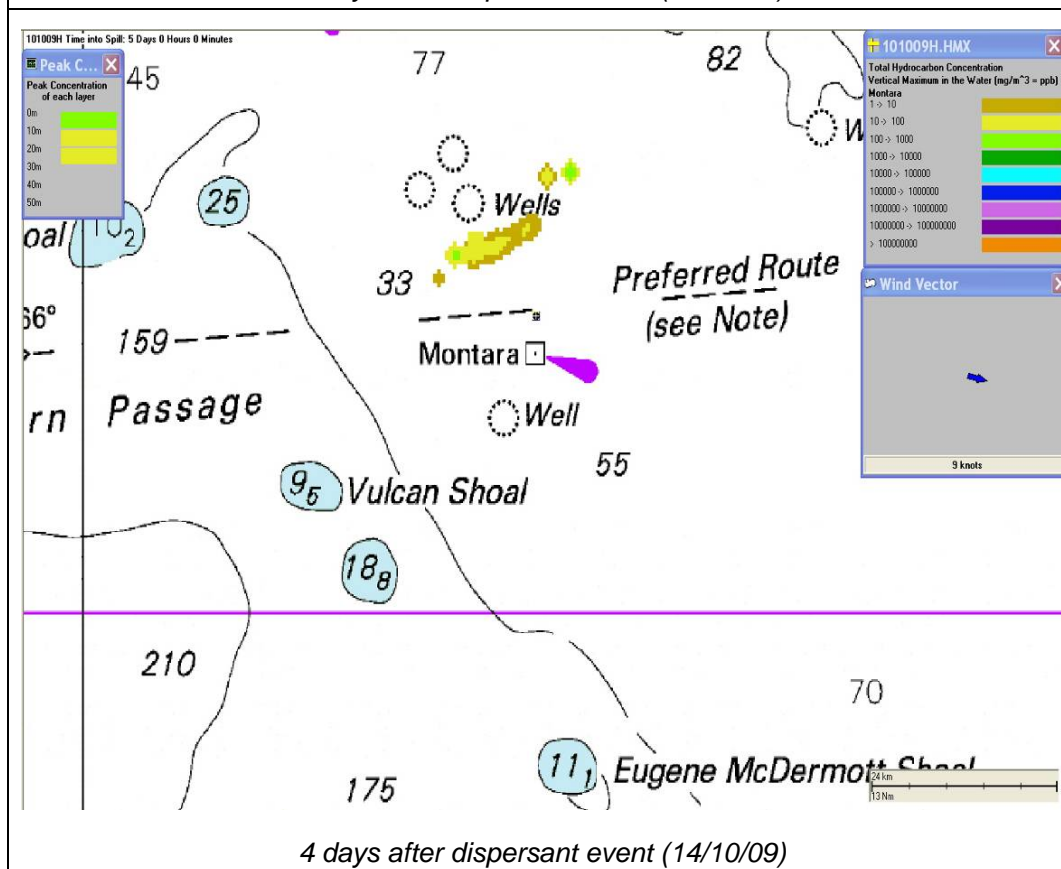 101009H Time into Spill: 5 Days 0 Hours 0 Minutes
Peak C...
Peak Concentration
of each layer
0m
10m
20m
30m
40m
50m
45
77
82
101009H.HMX
Total Hydrocarbon Concentration
Vertical Maximum in the Water (mg/m^3 = ppb)
Montara
1 -> 10
10 -> 100
100 -> 1000
1000 -> 10000
10000 -> 100000
100000 -> 1000000
1000000 -> 10000000
10000000 -> 100000000
> 100000000
W
25
10₂
oal
Wells
33
Preferred Route
(see Note)
Wind Vector
9 knots
66°
159
Montara
rn Passage
Well
55
9₅ Vulcan Shoal
18₈
210
70
11₁ Eugene McDermott Shoal
175
24 km
13 Nm
4 days after dispersant event (14/10/09)